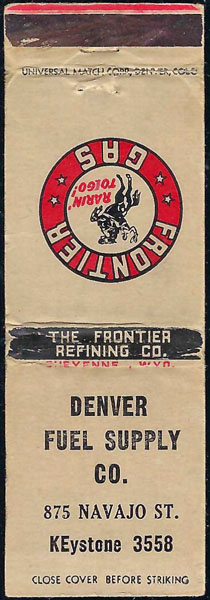 UNIVERSAL MATCH CORP., DENVER, COLO
FRONTIER GAS
RARIN'
TO GO!
THE FRONTIER
REFINING CO.
CHEYENNE, WYO.
DENVER
FUEL SUPPLY
CO.
875 NAVAJO ST.
KEystone 3558
CLOSE COVER BEFORE STRIKING